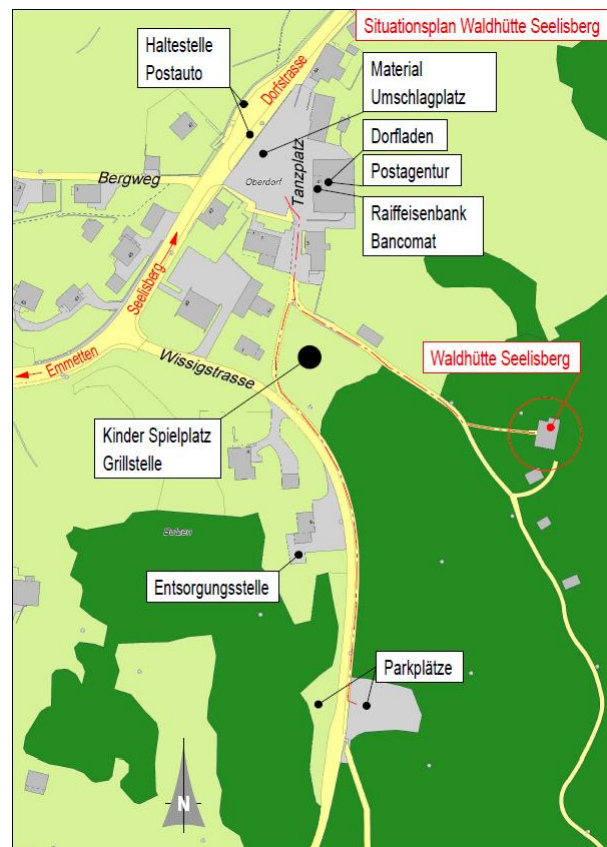 Situationsplan Waldhütte Seelisberg
Haltestelle
Postauto
Dorfstrasse
Material
Umschlagplatz
Dorfladen
Postagentur
Raiffeisenbank
Bancomat
Tanzplatz
Oberdorf
Bergweg
Seelisberg
Emmetten
Wissigstrasse
Waldhütte Seelisberg
Kinder Spielplatz
Grillstelle
Entsorgungsstelle
Parkplätze
N